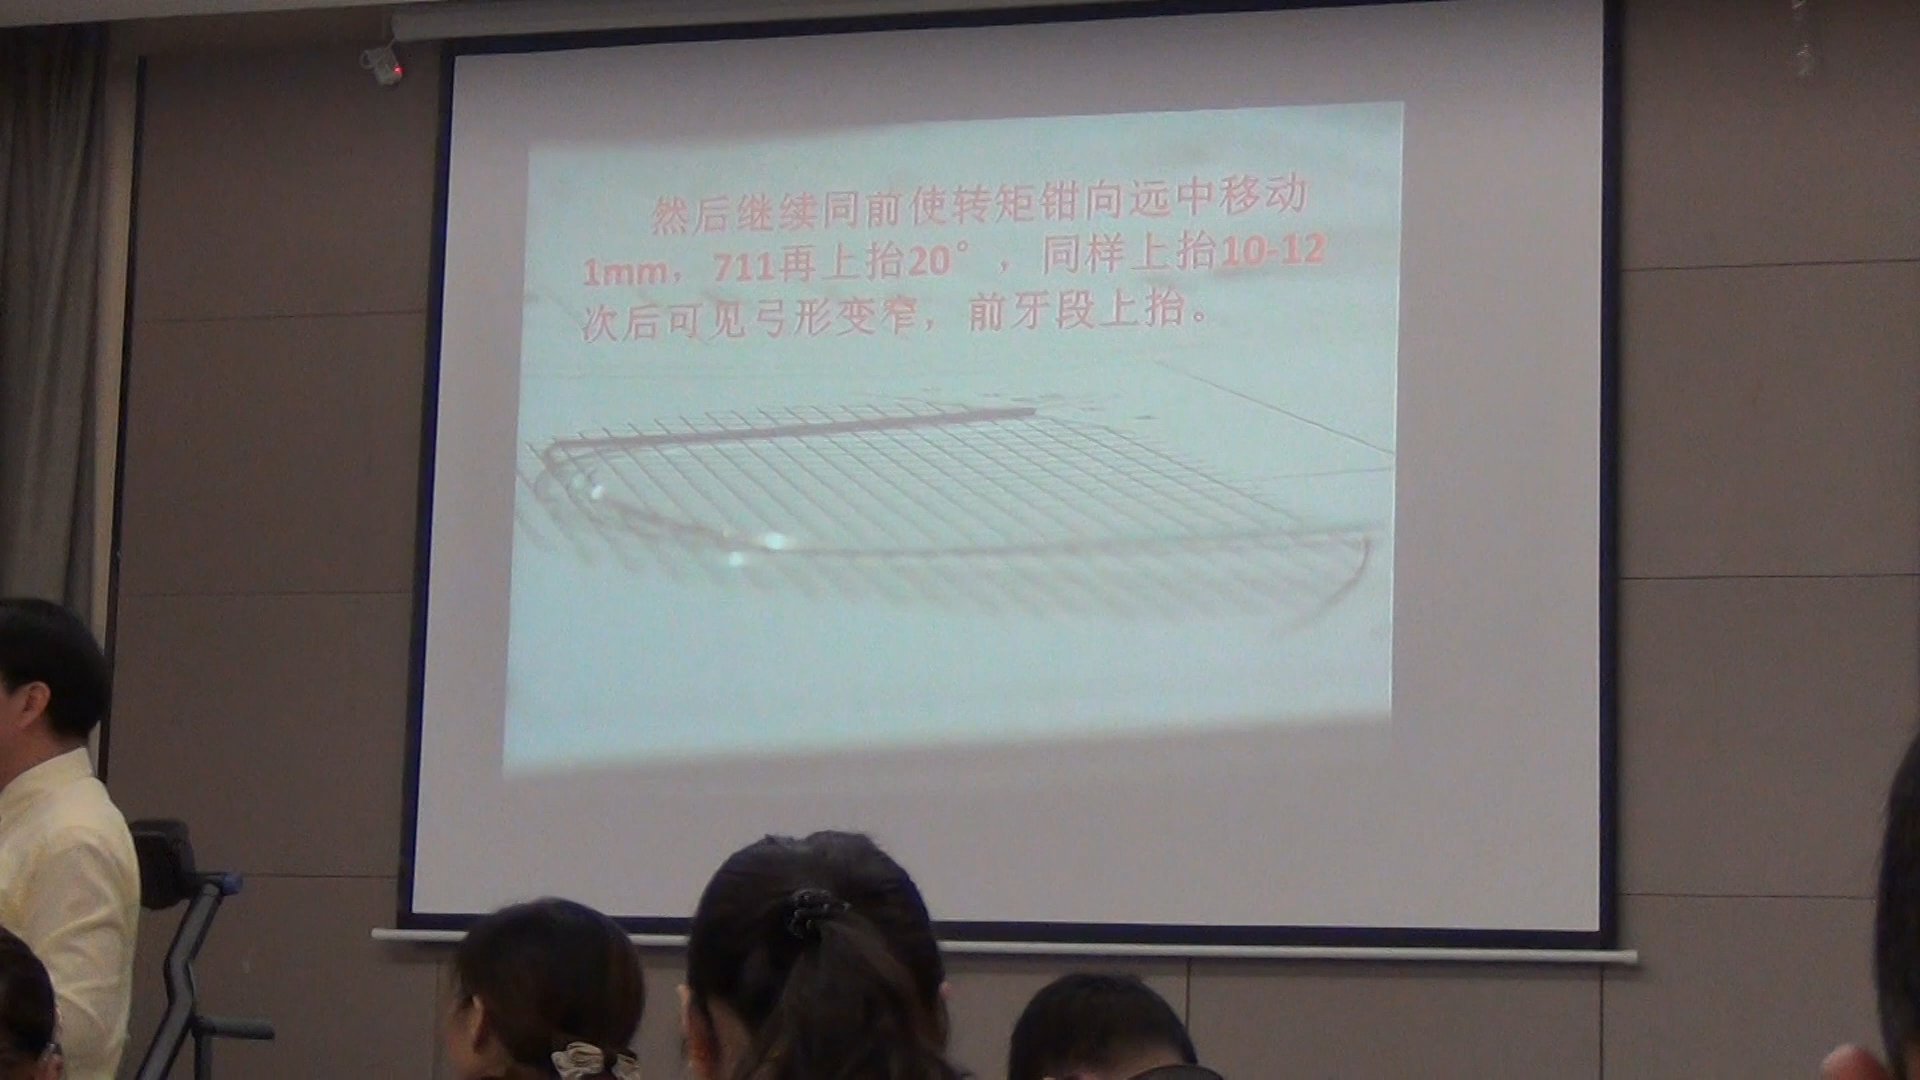 然后继续同前使转矩钳向远中移动
1mm，711再上抬20°，同样上抬10-12
次后可见弓形变窄，前牙段上抬。